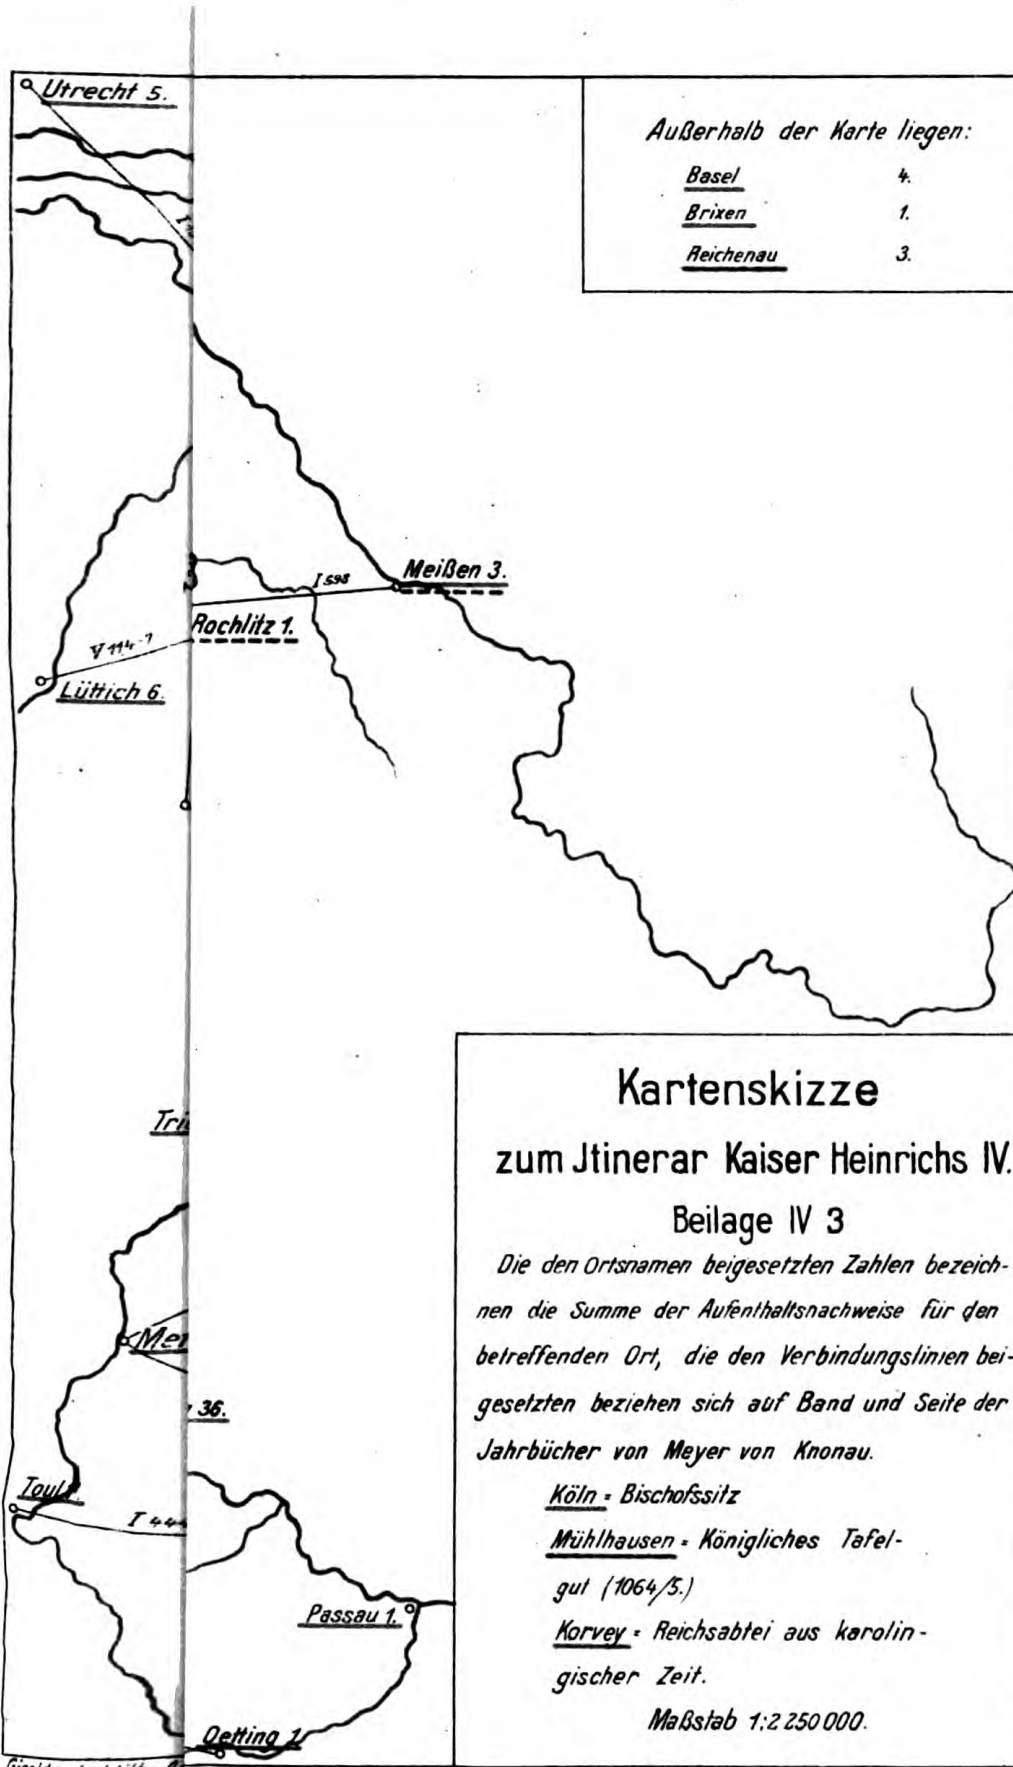 Utrecht 5.
Außerhalb der Karte liegen:
Basel 4.
Brixen 1.
Reichenau 3.
Meißen 3.
I 598
Rochlitz 1.
Lüttich 6.
36.
I 444
Passau 1.
Oetting 1
Kartenskizze
zum Jtinerar Kaiser Heinrichs IV.
Beilage IV 3
Die den Ortsnamen beigesetzten Zahlen bezeich-
nen die Summe der Aufenthaltsnachweise für den
betreffenden Ort, die den Verbindungslinien bei-
gesetzten beziehen sich auf Band und Seite der
Jahrbücher von Meyer von Knonau.
Köln = Bischofssitz
Mühlhausen = Königliches Tafel-
gut (1064/5.)
Korvey = Reichsabtei aus karolin-
gischer Zeit.
Maßstab 1:2 250 000.